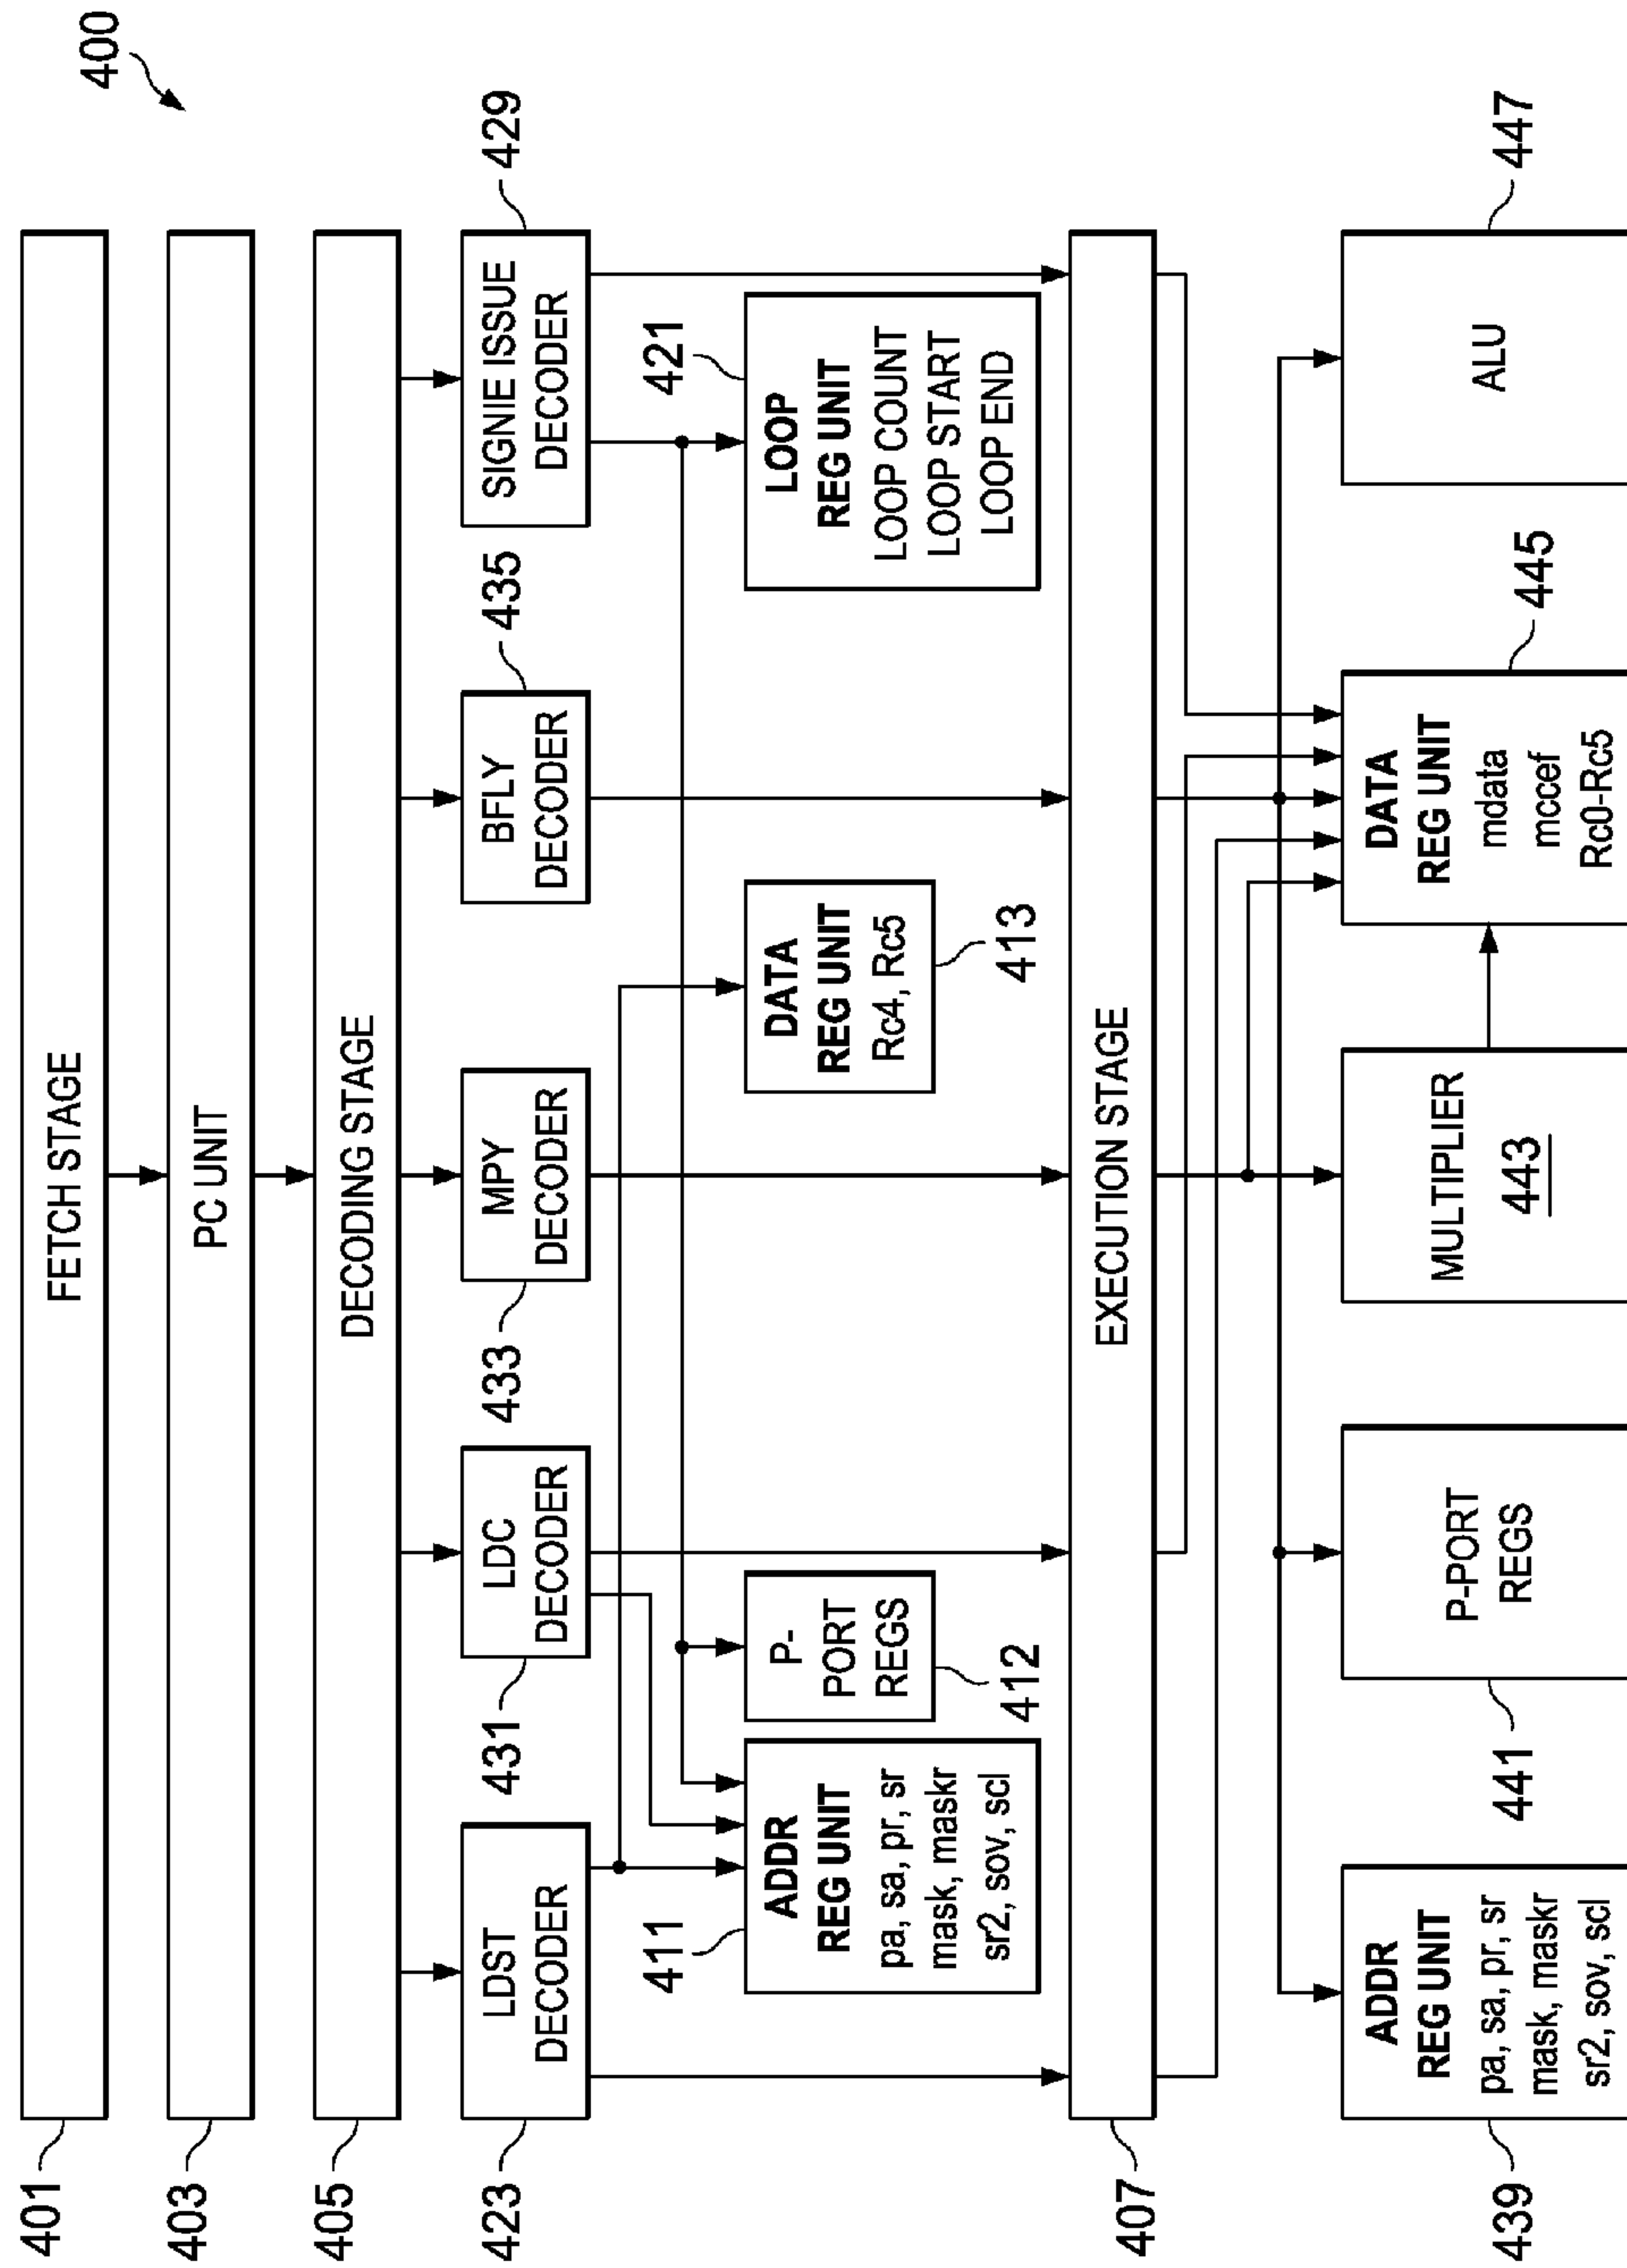 400
401
FETCH STAGE
403
PC UNIT
405
DECODING STAGE
423
LDST
DECODER
431
LDC
DECODER
433
MPY
DECODER
BFLY
DECODER
435
SIGNIE ISSUE
DECODER
429
411
ADDR
REG UNIT
pa, sa, pr, sr
mask, maskr
sr2, sov, scl
P-
PORT
REGS
412
DATA
REG UNIT
Rc4, Rc5
413
421
LOOP
REG UNIT
LOOP COUNT
LOOP START
LOOP END
407
EXECUTION STAGE
439
ADDR
REG UNIT
pa, sa, pr, sr
mask, maskr
sr2, sov, scl
441
P-PORT
REGS
MULTIPLIER
443
DATA
REG UNIT
mdata
mccef
Rc0-Rc5
445
ALU
447